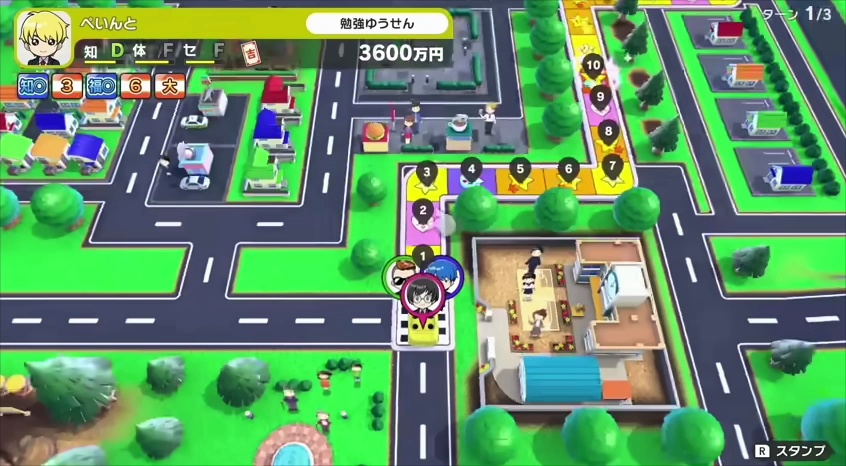 ぺいんと
勉強ゆうせん
ターン 1/3
知 D 体 F セ F
吉
3600万円
知◎ 3 福◎ 6 大
10
9
8
3 4 5 6 7
2
1
R スタンプ